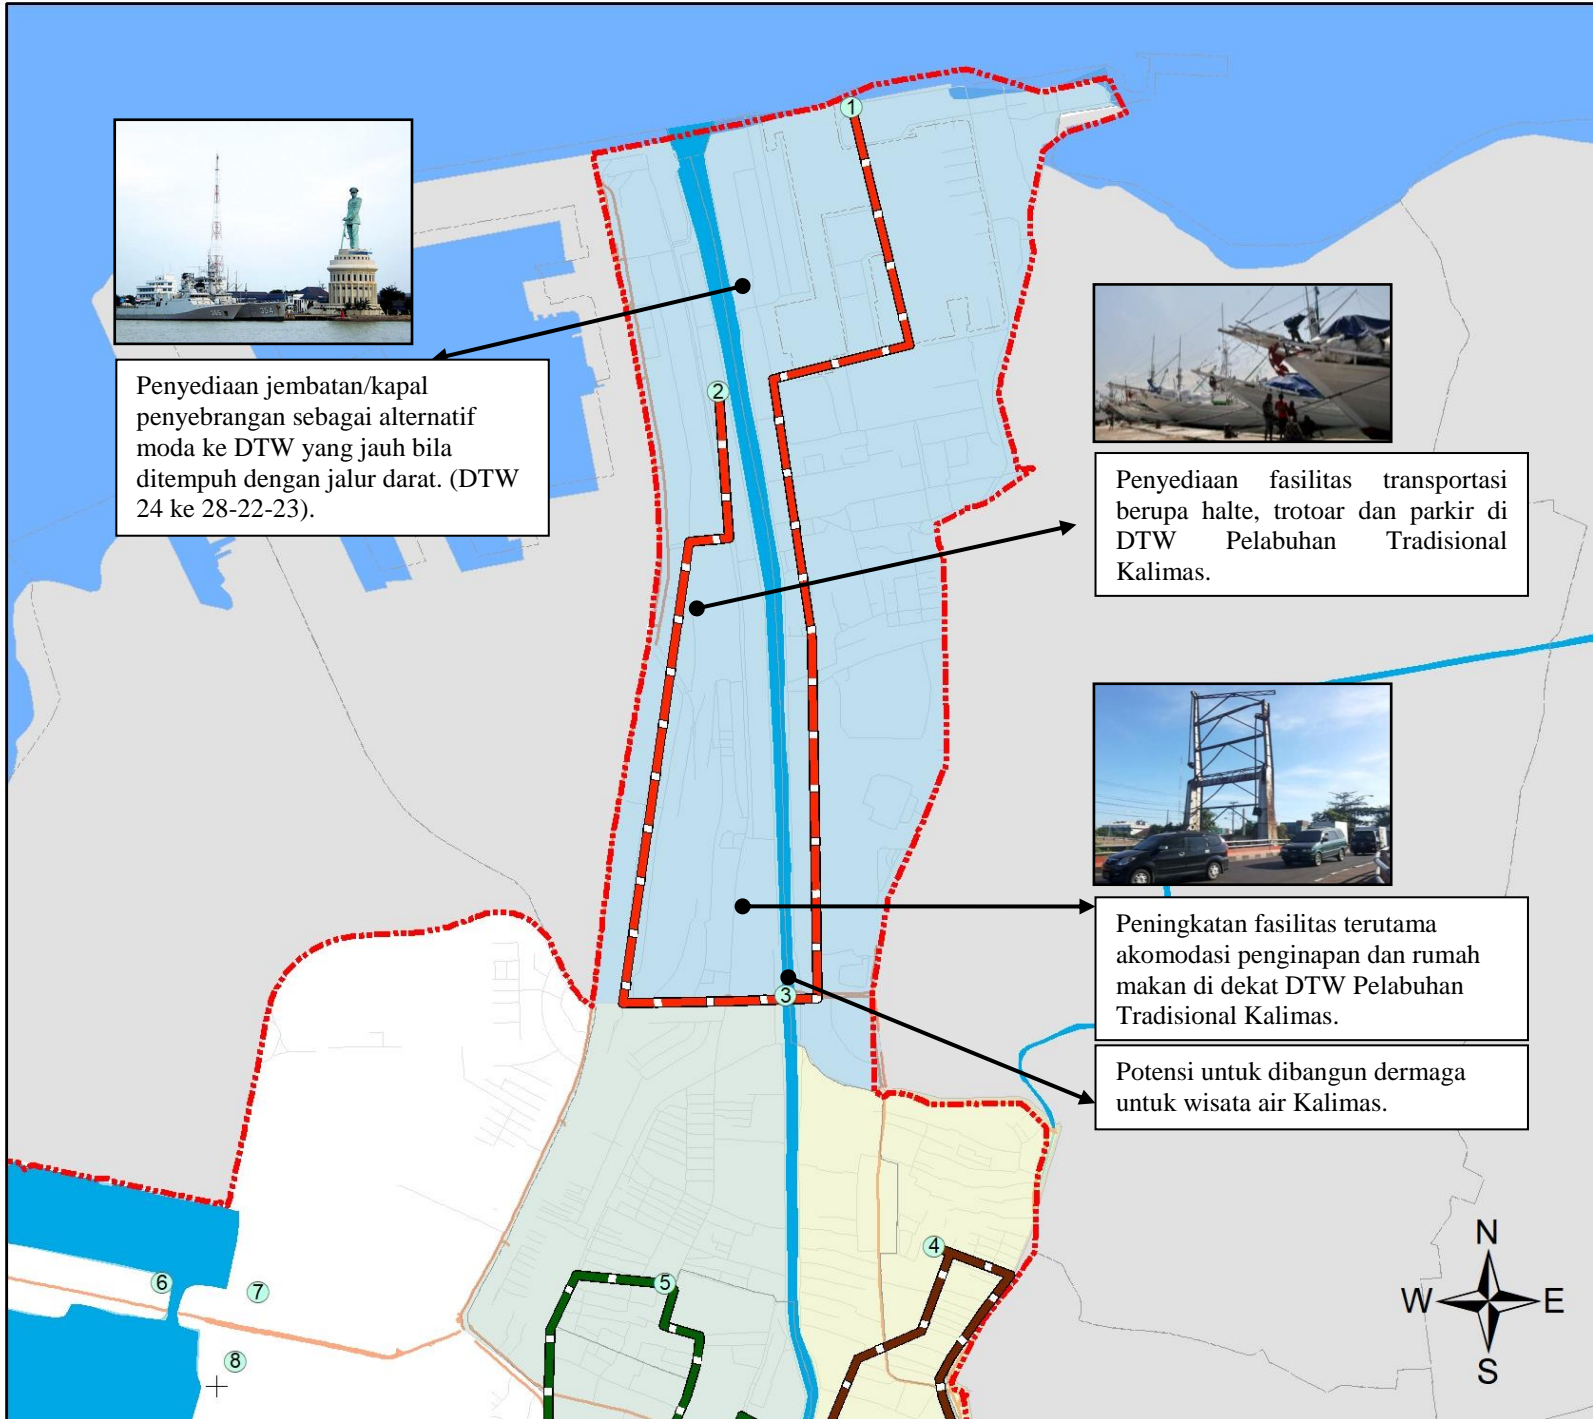 1
2
Penyediaan jembatan/kapal
penyebrangan sebagai alternatif
moda ke DTW yang jauh bila
ditempuh dengan jalur darat. (DTW
24 ke 28-22-23).
Penyediaan fasilitas transportasi
berupa halte, trotoar dan parkir di
DTW Pelabuhan Tradisional
Kalimas.
Peningkatan fasilitas terutama
akomodasi penginapan dan rumah
makan di dekat DTW Pelabuhan
Tradisional Kalimas.
3
Potensi untuk dibangun dermaga
untuk wisata air Kalimas.
4
5
6
7
8
N
W E
S